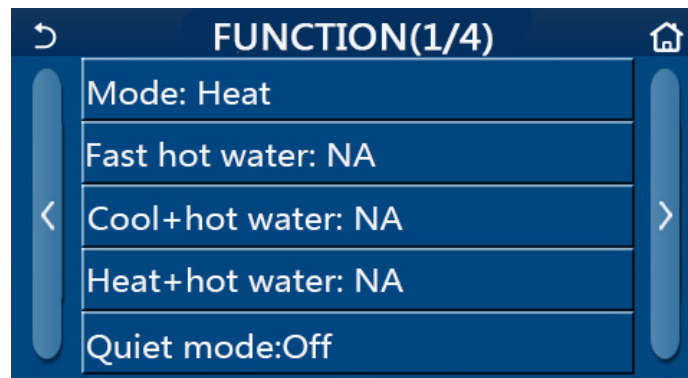 FUNCTION(1/4)
Mode: Heat
Fast hot water: NA
Cool+hot water: NA
Heat+hot water: NA
Quiet mode:Off